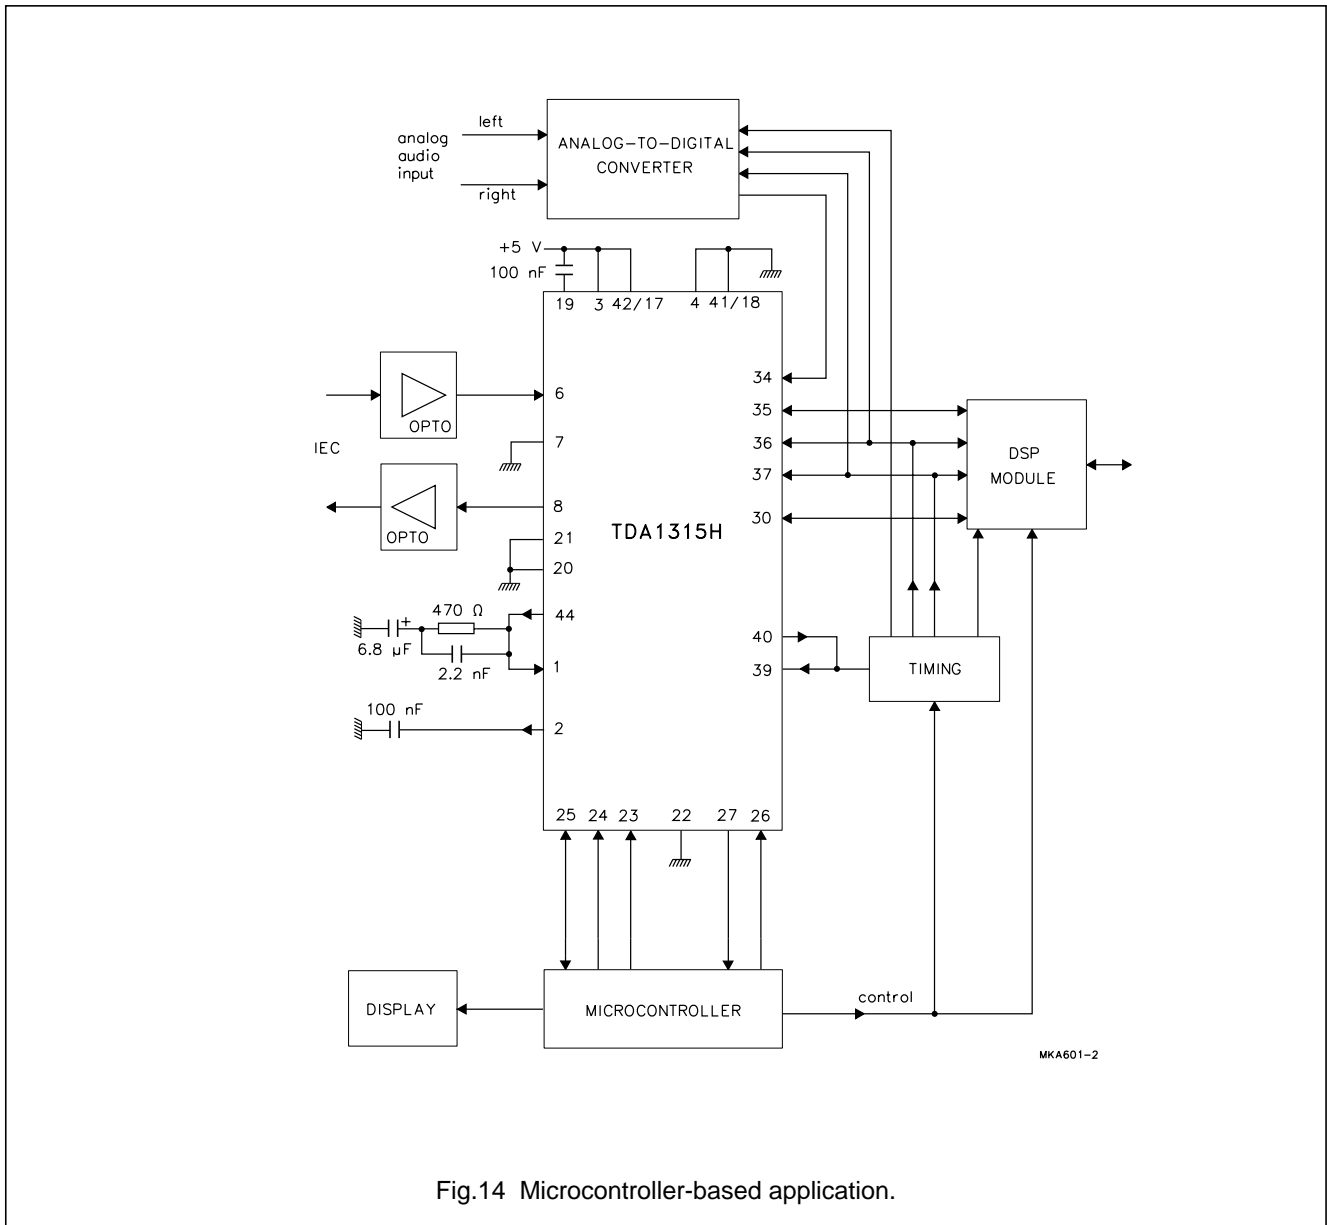 left
analog
audio
input
right
ANALOG-TO-DIGITAL
CONVERTER
+5 V
100 nF
19 3 42/17 4 41/18
6
OPTO
IEC
7
8
OPTO
21
20
44
470 Ω
+
6.8 µF
2.2 nF
1
100 nF
2
TDA1315H
34
35
36
37
30
40
39
DSP
MODULE
TIMING
25 24 23 22 27 26
DISPLAY
MICROCONTROLLER
control
MKA601-2
Fig.14 Microcontroller-based application.